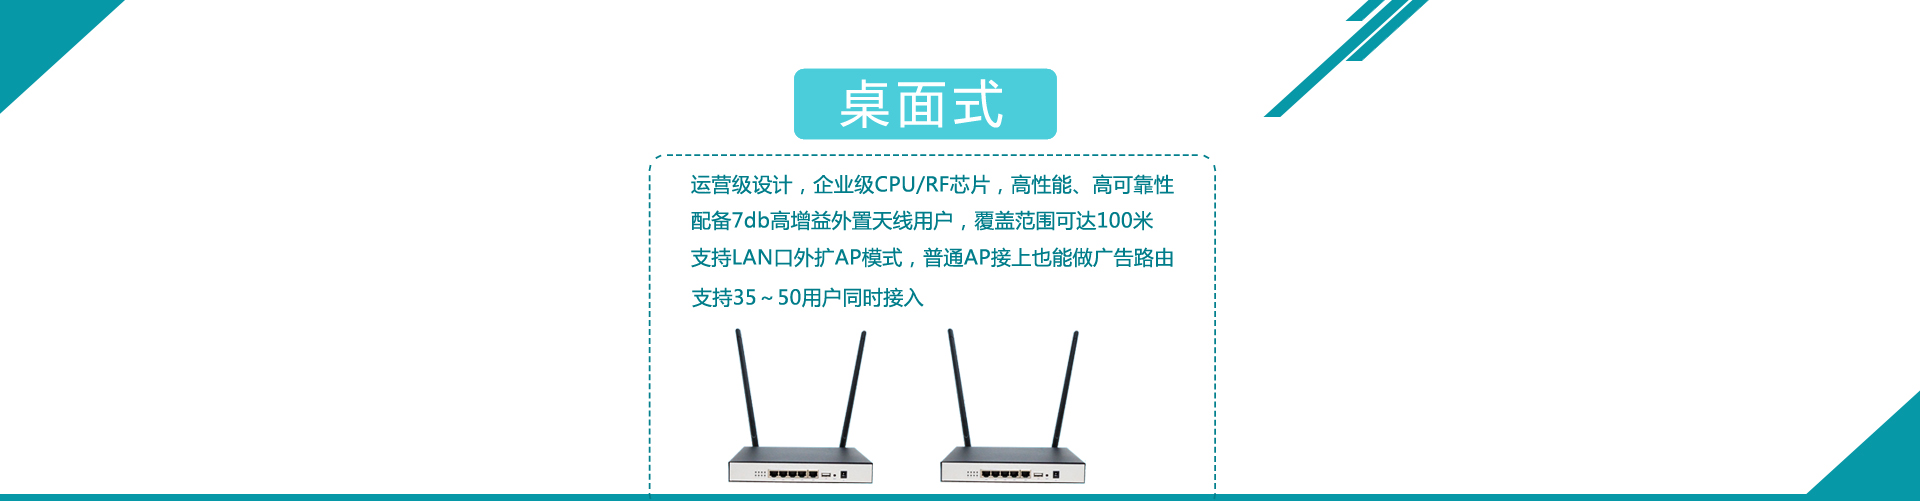 桌面式
运营级设计，企业级CPU/RF芯片，高性能、高可靠性
配备7db高增益外置天线用户，覆盖范围可达100米
支持LAN口外扩AP模式，普通AP接上也能做广告路由
支持35～50用户同时接入